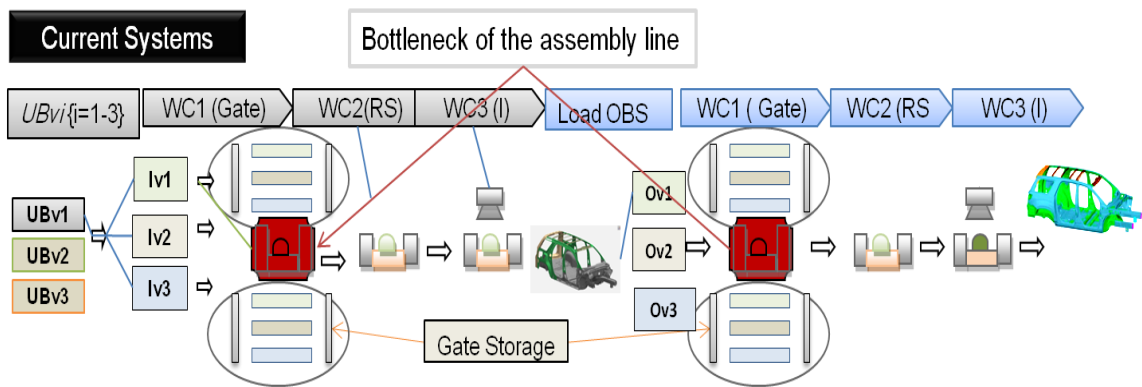 Current Systems
Bottleneck of the assembly line
UBvi{i=1-3}
WC1 (Gate)
WC2(RS)
WC3 (I)
Load OBS
WC1 ( Gate)
WC2 (RS
WC3 (I)
Iv1
Ov1
UBv1
Iv2
Ov2
UBv2
Iv3
UBv3
Ov3
Gate Storage